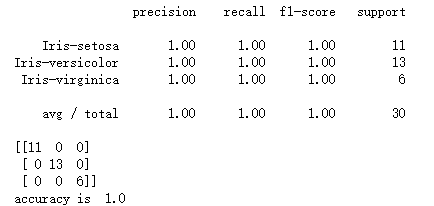 precision recall f1-score support
Iris-setosa 1.00 1.00 1.00 11
Iris-versicolor 1.00 1.00 1.00 13
Iris-virginica 1.00 1.00 1.00 6
avg / total 1.00 1.00 1.00 30
[[11 0 0]
[ 0 13 0]
[ 0 0 6]]
accuracy is 1.0